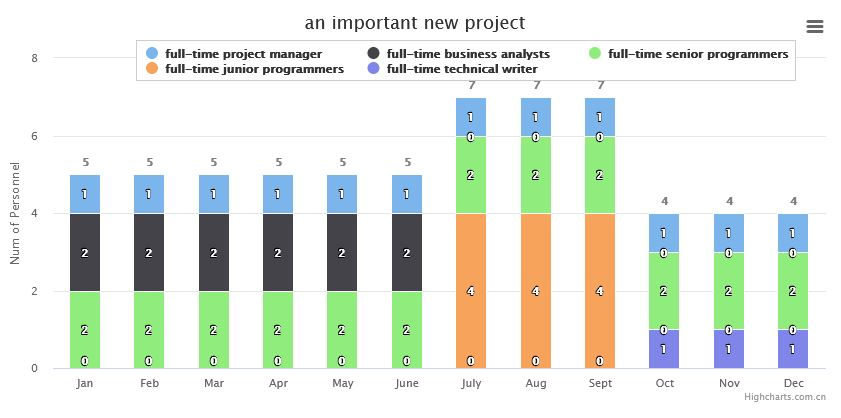 an important new project
full-time project manager full-time business analysts full-time senior programmers
full-time junior programmers full-time technical writer
Num of Personnel
8
6
4
2
0
5 5 5 5 5 5 7 7 7 4 4 4
1 1 1 1 1 1 1 1 1 1 1 1
2 2 2 2 2 2 0 0 0 0 0 0
2 2 2 2 2 2 2 2 2 2 2 2
0 0 0 0 0 0 4 4 4 0 0 0
0 0 0 1 1 1
Jan Feb Mar Apr May June July Aug Sept Oct Nov Dec
Highcharts.com.cn